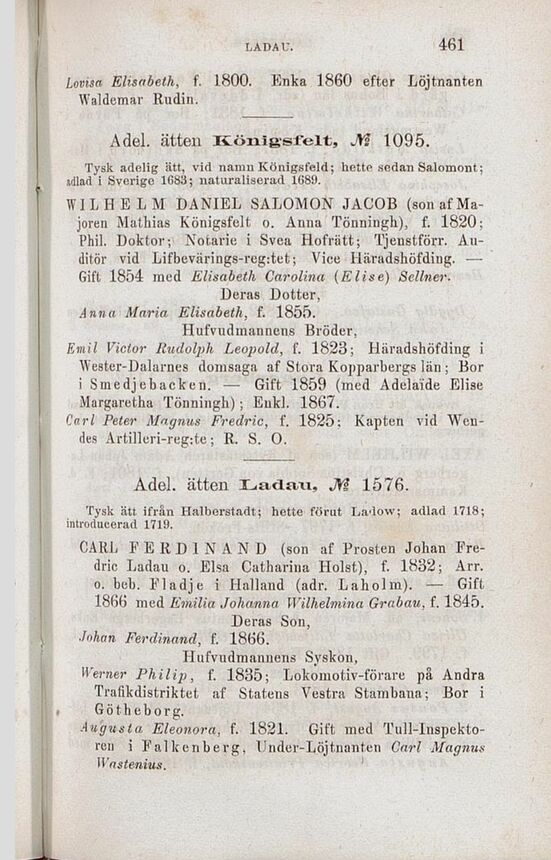 LADAU. 461
Lovisa Elisabeth, f. 1800. Enka 1860 efter Löjtnanten
Waldemar Rudin.
Adel. ätten Königsfelt, № 1095.
Tysk adelig ätt, vid namn Königsfeld; hette sedan Salomont;
adlad i Sverige 1683; naturaliserad 1689.
WILHELM DANIEL SALOMON JACOB (son af Ma-
joren Mathias Königsfelt o. Anna Tönningh), f. 1820;
Phil. Doktor; Notarie i Svea Hofrätt; Tjenstförr. Au-
ditör vid Lifbevärings-reg:tet; Vice Häradshöfding. —
Gift 1854 med Elisabeth Carolina (Elise) Sellner.
Deras Dotter,
Anna Maria Elisabeth, f. 1855.
Hufvudmannens Bröder,
Emil Victor Rudolph Leopold, f. 1823; Häradshöfding i
Wester-Dalarnes domsaga af Stora Kopparbergs län; Bor
i Smedjebacken. — Gift 1859 (med Adelaïde Elise
Margaretha Tönningh); Enkl. 1867.
Carl Peter Magnus Fredric, f. 1825; Kapten vid Wen-
des Artilleri-reg:te; R. S. O.
Adel. ätten Ladau, № 1576.
Tysk ätt ifrån Halberstadt; hette förut Ladow; adlad 1718;
introducerad 1719.
CARL FERDINAND (son af Prosten Johan Fre-
dric Ladau o. Elsa Catharina Holst), f. 1832; Arr.
o. beb. Fladje i Halland (adr. Laholm). — Gift
1866 med Emilia Johanna Wilhelmina Grabau, f. 1845.
Deras Son,
Johan Ferdinand, f. 1866.
Hufvudmannens Syskon,
Werner Philip, f. 1835; Lokomotiv-förare på Andra
Trafikdistriktet af Statens Vestra Stambana; Bor i
Götheborg.
Augusta Eleonora, f. 1821. Gift med Tull-Inspekto-
ren i Falkenberg, Under-Löjtnanten Carl Magnus
Wastenius.